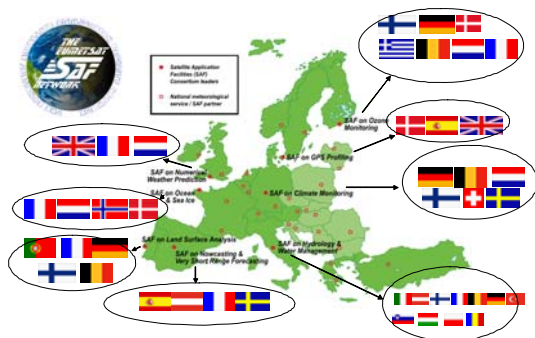 THE
EUMETSAT
SAF
NETWORK
Satellite Application
Facilities (SAF)
Consortium leaders
National meteorological
service / SAF partner
SAF on Ozone
Monitoring
SAF on GPS Profiling
SAF on Numerical
Weather Prediction
SAF on Climate Monitoring
SAF on Ocean
& Sea Ice
SAF on Land Surface Analysis
SAF on Nowcasting &
Very Short Range Forecasting
SAF on Hydrology &
Water Management